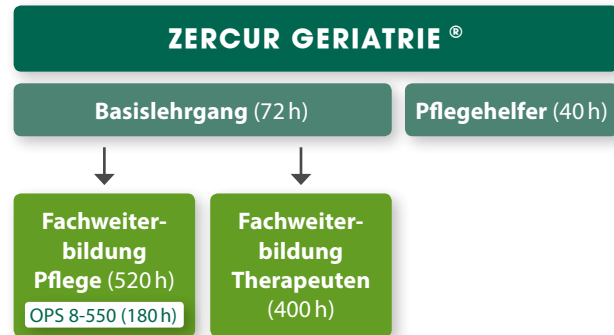 ZERCUR GERIATRIE ®
Basislehrgang (72 h)
Pflegehelfer (40 h)
Fachweiter-
bildung
Pflege (520 h)
OPS 8-550 (180 h)
Fachweiter-
bildung
Therapeuten
(400 h)